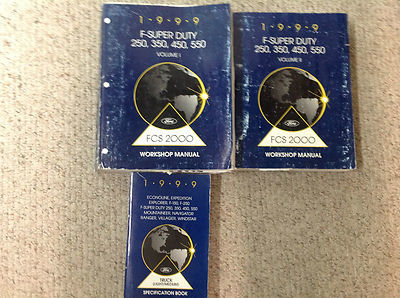 1·9·9·9
F-SUPER DUTY
250, 350, 450, 550
VOLUME I
Ford
FCS 2000
WORKSHOP MANUAL
1·9·9·9
F-SUPER DUTY
250, 350, 450, 550
VOLUME II
Ford
FCS 2000
WORKSHOP MANUAL
1·9·9·9
ECONOLINE, EXPEDITION
EXPLORER, F-150, F-250
F-SUPER DUTY 250, 350, 450, 550
MOUNTAINEER, NAVIGATOR
RANGER, VILLAGER, WINDSTAR
Ford
TRUCK
(LIGHT/MEDIUM)
SPECIFICATION BOOK